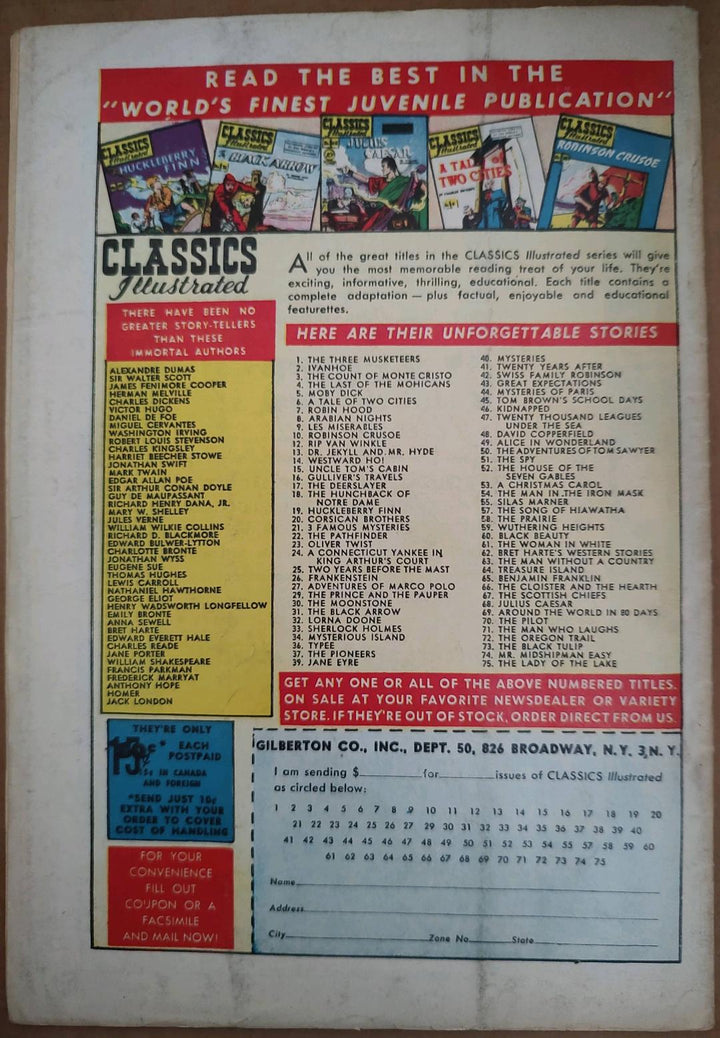 READ THE BEST IN THE
"WORLD'S FINEST JUVENILE PUBLICATION"
CLASSICS Illustrated
HUCKLEBERRY FINN
CLASSICS Illustrated
The BLACK ARROW
CLASSICS Illustrated
JULIUS CAESAR
CLASSICS Illustrated
A TALE OF TWO CITIES
CLASSICS Illustrated
ROBINSON CRUSOE
CLASSICS
Illustrated
All of the great titles in the CLASSICS Illustrated series will give
you the most memorable reading treat of your life. They're
exciting, informative, thrilling, educational. Each title contains a
complete adaptation — plus factual, enjoyable and educational
featurettes.
THERE HAVE BEEN NO
GREATER STORY-TELLERS
THAN THESE
IMMORTAL AUTHORS
ALEXANDRE DUMAS
SIR WALTER SCOTT
JAMES FENIMORE COOPER
HERMAN MELVILLE
CHARLES DICKENS
VICTOR HUGO
DANIEL DE FOE
MIGUEL CERVANTES
WASHINGTON IRVING
ROBERT LOUIS STEVENSON
CHARLES KINGSLEY
HARRIET BEECHER STOWE
JONATHAN SWIFT
MARK TWAIN
EDGAR ALLAN POE
SIR ARTHUR CONAN DOYLE
GUY DE MAUPASSANT
RICHARD HENRY DANA, JR.
MARY W. SHELLEY
JULES VERNE
WILLIAM WILKIE COLLINS
RICHARD D. BLACKMORE
EDWARD BULWER-LYTTON
CHARLOTTE BRONTE
JONATHAN WYSS
EUGENE SUE
THOMAS HUGHES
LEWIS CARROLL
NATHANIEL HAWTHORNE
GEORGE ELIOT
HENRY WADSWORTH LONGFELLOW
EMILY BRONTE
ANNA SEWELL
BRET HARTE
EDWARD EVERETT HALE
CHARLES READE
JANE PORTER
WILLIAM SHAKESPEARE
FRANCIS PARKMAN
FREDERICK MARRYAT
ANTHONY HOPE
HOMER
JACK LONDON
HERE ARE THEIR UNFORGETTABLE STORIES
1. THE THREE MUSKETEERS
2. IVANHOE
3. THE COUNT OF MONTE CRISTO
4. THE LAST OF THE MOHICANS
5. MOBY DICK
6. A TALE OF TWO CITIES
7. ROBIN HOOD
8. ARABIAN NIGHTS
9. LES MISERABLES
10. ROBINSON CRUSOE
12. RIP VAN WINKLE
13. DR. JEKYLL AND MR. HYDE
14. WESTWARD HO!
15. UNCLE TOM'S CABIN
16. GULLIVER'S TRAVELS
17. THE DEERSLAYER
18. THE HUNCHBACK OF
NOTRE DAME
19. HUCKLEBERRY FINN
20. CORSICAN BROTHERS
21. 3 FAMOUS MYSTERIES
22. THE PATHFINDER
23. OLIVER TWIST
24. A CONNECTICUT YANKEE IN
KING ARTHUR'S COURT
25. TWO YEARS BEFORE THE MAST
26. FRANKENSTEIN
27. ADVENTURES OF MARCO POLO
29. THE PRINCE AND THE PAUPER
30. THE MOONSTONE
31. THE BLACK ARROW
32. LORNA DOONE
33. SHERLOCK HOLMES
34. MYSTERIOUS ISLAND
36. TYPEE
37. THE PIONEERS
39. JANE EYRE
40. MYSTERIES
41. TWENTY YEARS AFTER
42. SWISS FAMILY ROBINSON
43. GREAT EXPECTATIONS
44. MYSTERIES OF PARIS
45. TOM BROWN'S SCHOOL DAYS
46. KIDNAPPED
47. TWENTY THOUSAND LEAGUES
UNDER THE SEA
48. DAVID COPPERFIELD
49. ALICE IN WONDERLAND
50. THE ADVENTURES OF TOM SAWYER
51. THE SPY
52. THE HOUSE OF THE
SEVEN GABLES
53. A CHRISTMAS CAROL
54. THE MAN IN THE IRON MASK
55. SILAS MARNER
57. THE SONG OF HIAWATHA
58. THE PRAIRIE
59. WUTHERING HEIGHTS
60. BLACK BEAUTY
61. THE WOMAN IN WHITE
62. BRET HARTE'S WESTERN STORIES
63. THE MAN WITHOUT A COUNTRY
64. TREASURE ISLAND
65. BENJAMIN FRANKLIN
66. THE CLOISTER AND THE HEARTH
67. THE SCOTTISH CHIEFS
68. JULIUS CAESAR
69. AROUND THE WORLD IN 80 DAYS
70. THE PILOT
71. THE MAN WHO LAUGHS
72. THE OREGON TRAIL
73. THE BLACK TULIP
74. MR. MIDSHIPMAN EASY
75. THE LADY OF THE LAKE
GET ANY ONE OR ALL OF THE ABOVE NUMBERED TITLES.
ON SALE AT YOUR FAVORITE NEWSDEALER OR VARIETY
STORE. IF THEY'RE OUT OF STOCK, ORDER DIRECT FROM US.
THEY'RE ONLY
15¢* EACH
POSTPAID
15¢ IN CANADA
AND FOREIGN
*SEND JUST 10¢
EXTRA WITH YOUR
ORDER TO COVER
COST OF HANDLING
FOR YOUR
CONVENIENCE
FILL OUT
COUPON OR A
FACSIMILE
AND MAIL NOW!
GILBERTON CO., INC., DEPT. 50, 826 BROADWAY, N.Y. 3, N.Y.
I am sending $ for issues of CLASSICS Illustrated
as circled below:
1 2 3 4 5 6 7 8 9 10 11 12 13 14 15 16 17 18 19 20
21 22 23 24 25 26 27 29 30 31 32 33 34 35 36 37 38 39 40
41 42 43 44 45 46 47 48 49 50 51 52 53 54 55 57 58 59 60
61 62 63 64 65 66 67 68 69 70 71 72 73 74 75
Name
Address
City Zone No. State